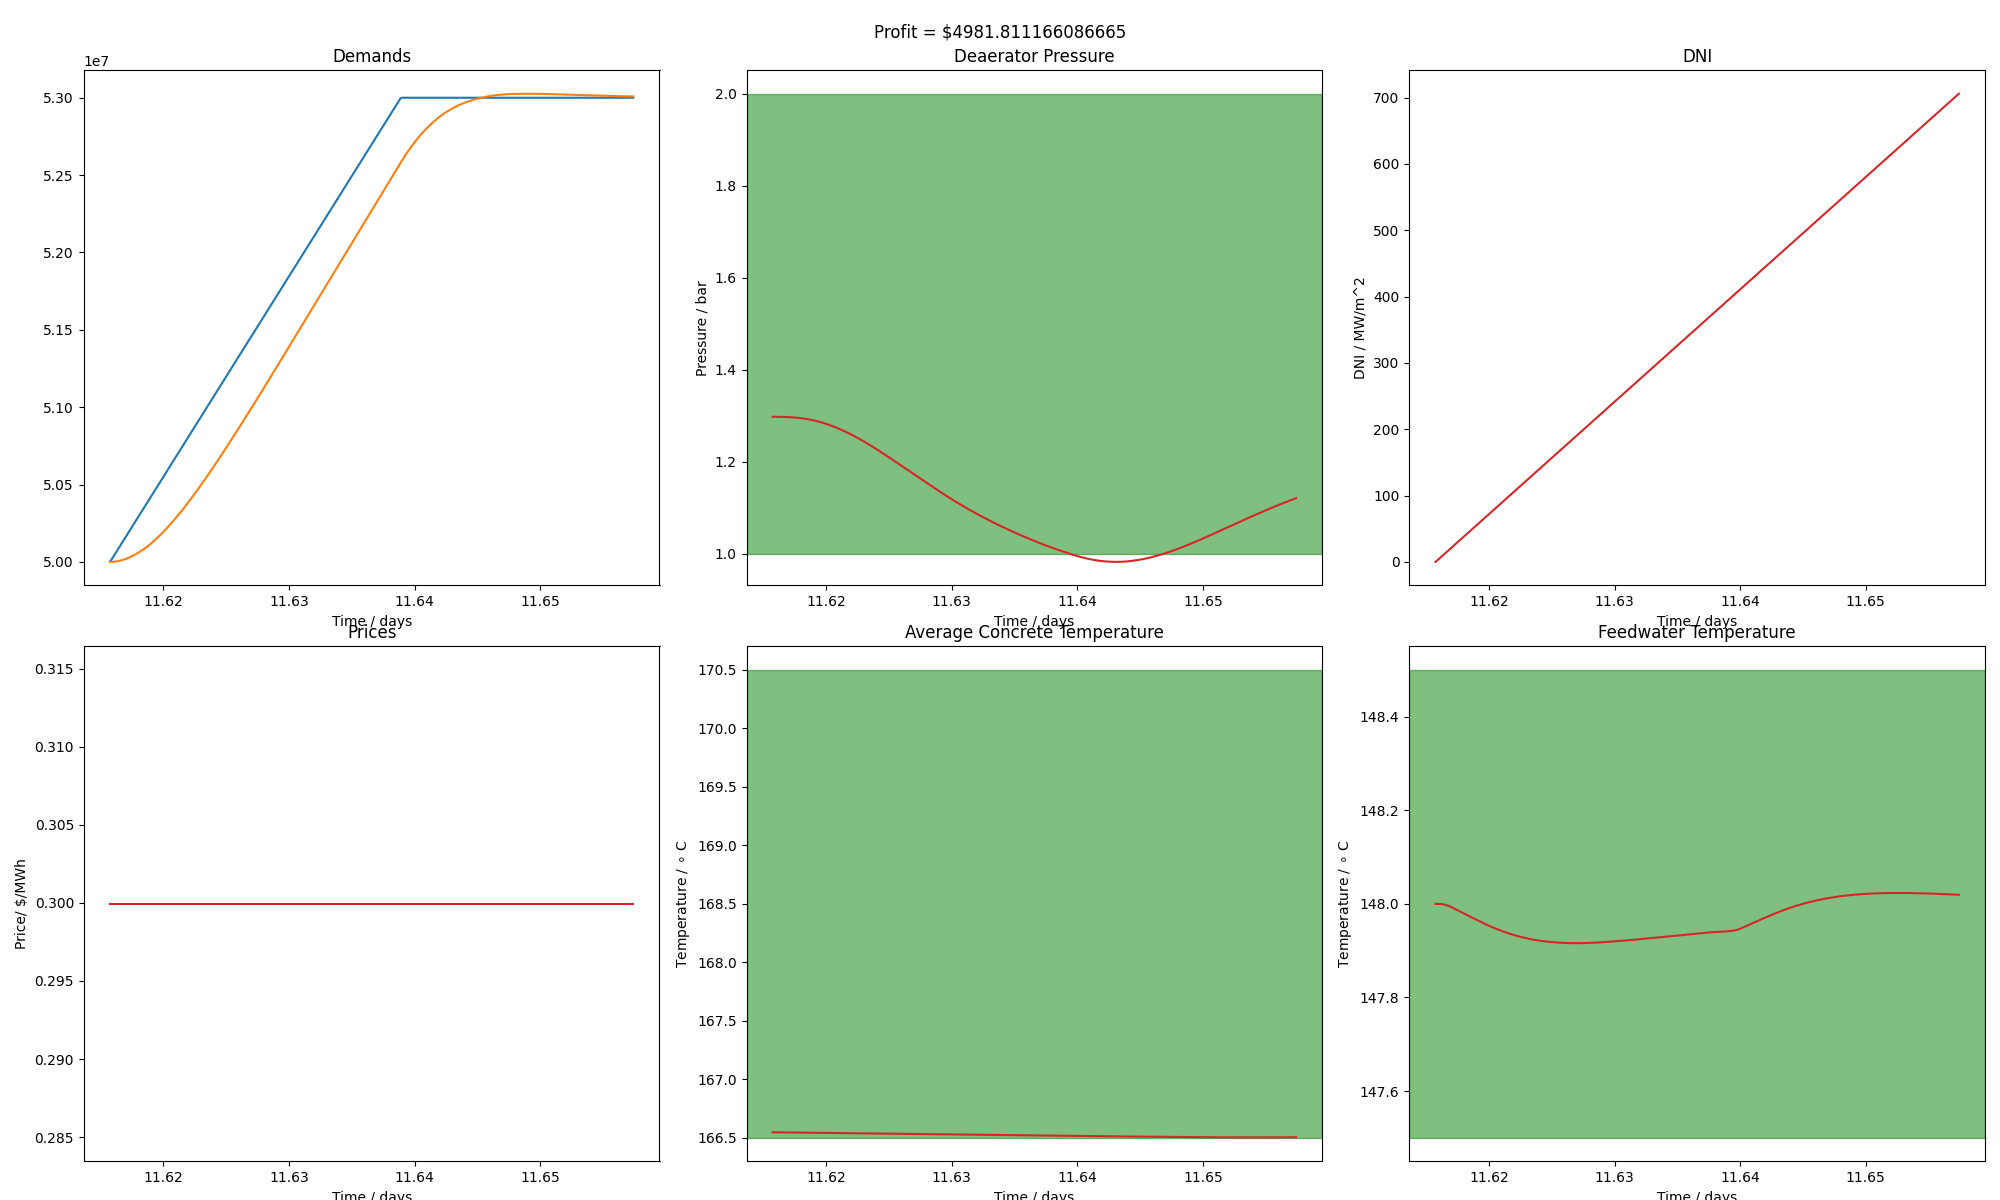 Profit = $4981.811166086665
Demands
1e7
5.30
5.25
5.20
5.15
5.10
5.05
5.00
11.62 11.63 11.64 11.65
Time / days
Deaerator Pressure
Pressure / bar
2.0
1.8
1.6
1.4
1.2
1.0
11.62 11.63 11.64 11.65
Time / days
DNI
DNI / MW/m^2
700
600
500
400
300
200
100
0
11.62 11.63 11.64 11.65
Time / days
Prices
Price/ $/MWh
0.315
0.310
0.305
0.300
0.295
0.290
0.285
11.62 11.63 11.64 11.65
Time / days
Average Concrete Temperature
Temperature / ∘ C
170.5
170.0
169.5
169.0
168.5
168.0
167.5
167.0
166.5
11.62 11.63 11.64 11.65
Time / days
Feedwater Temperature
Temperature / ∘ C
148.4
148.2
148.0
147.8
147.6
11.62 11.63 11.64 11.65
Time / days